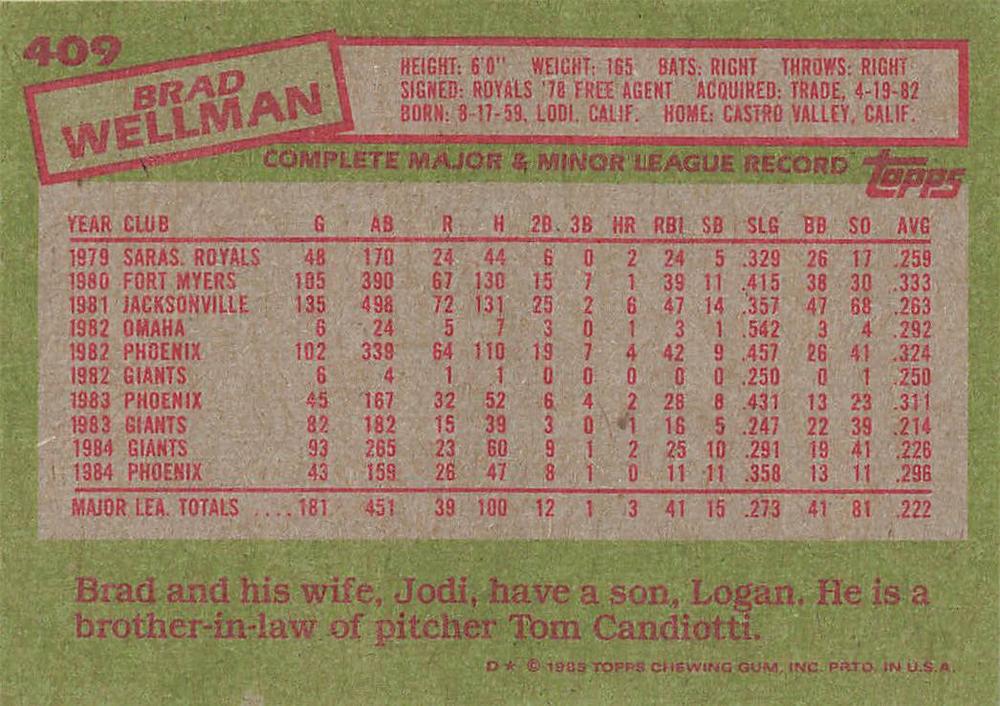 409
BRAD
WELLMAN
HEIGHT: 6'0" WEIGHT: 165 BATS: RIGHT THROWS: RIGHT
SIGNED: ROYALS '78 FREE AGENT ACQUIRED: TRADE, 4-19-82
BORN: 8-17-59, LODI, CALIF. HOME: CASTRO VALLEY, CALIF.
COMPLETE MAJOR & MINOR LEAGUE RECORD
topps
YEAR CLUB G AB R H 2B. 3B HR RBI SB SLG BB SO AVG
1979 SARAS. ROYALS 48 170 24 44 6 0 2 24 5 .329 26 17 .259
1980 FORT MYERS 105 390 67 130 15 7 1 39 11 .415 38 30 .333
1981 JACKSONVILLE 135 498 72 131 25 2 6 47 14 .357 47 68 .263
1982 OMAHA 6 24 5 7 3 0 1 3 1 .542 3 4 .292
1982 PHOENIX 102 339 64 110 19 7 4 42 9 .457 26 41 .324
1982 GIANTS 6 4 1 1 0 0 0 0 0 .250 0 1 .250
1983 PHOENIX 45 167 32 52 6 4 2 28 8 .431 13 23 .311
1983 GIANTS 82 182 15 39 3 0 1 16 5 .247 22 39 .214
1984 GIANTS 93 265 23 60 9 1 2 25 10 .291 19 41 .226
1984 PHOENIX 43 159 26 47 8 1 0 11 11 .358 13 11 .296
MAJOR LEA. TOTALS ....181 451 39 100 12 1 3 41 15 .273 41 81 .222
Brad and his wife, Jodi, have a son, Logan. He is a
brother-in-law of pitcher Tom Candiotti.
D* © 1985 TOPPS CHEWING GUM, INC. PRTD. IN U.S.A.